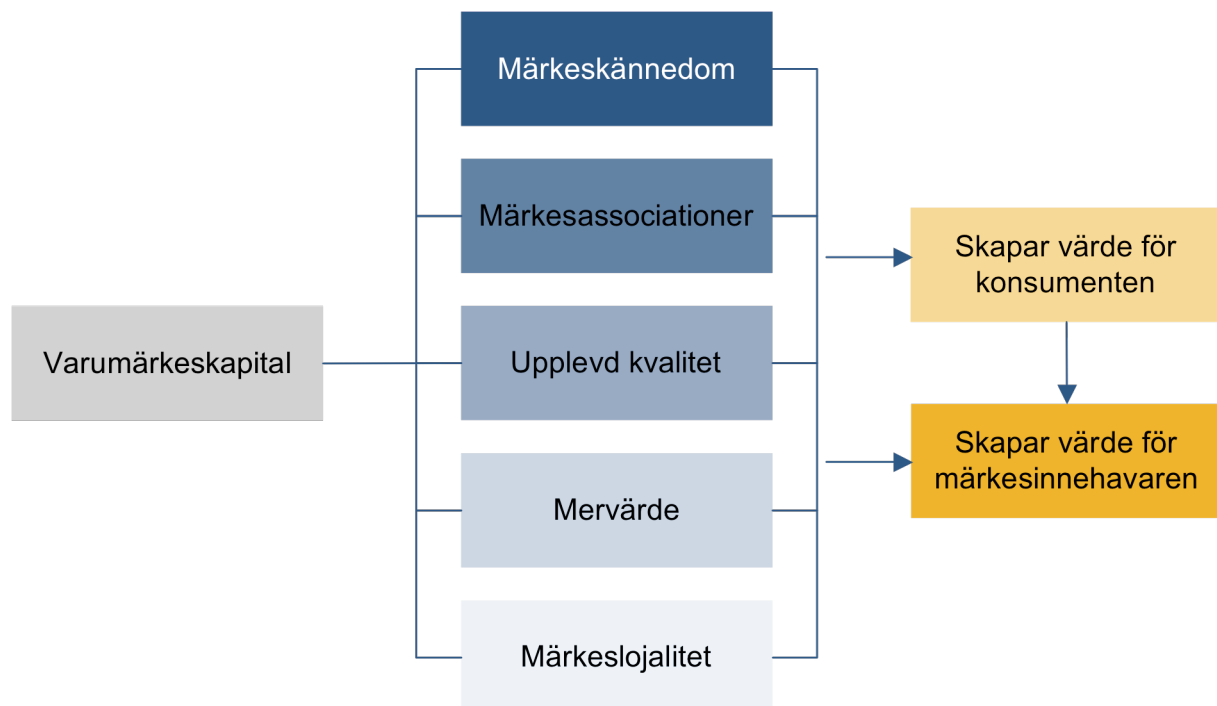 Varumärkeskapital
Märkeskännedom
Märkesassociationer
Upplevd kvalitet
Mervärde
Märkeslojalitet
Skapar värde för
konsumenten
Skapar värde för
märkesinnehavaren